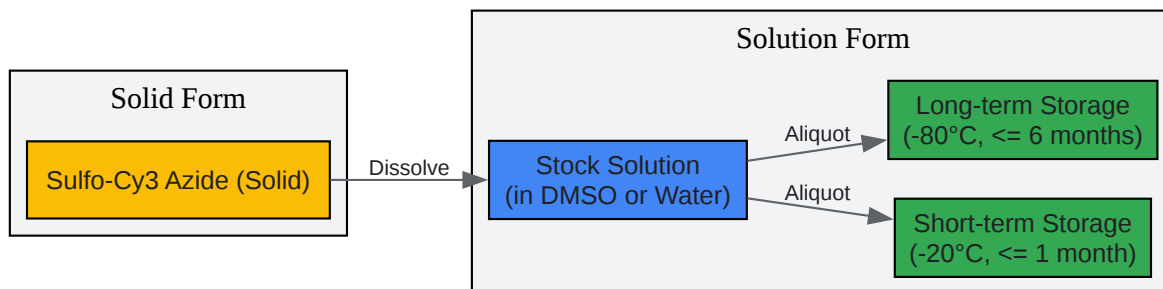 Solution Form
Solid Form
Sulfo-Cy3 Azide (Solid)
Dissolve
Stock Solution
(in DMSO or Water)
Aliquot
Aliquot
Long-term Storage
(-80°C, <= 6 months)
Short-term Storage
(-20°C, <= 1 month)